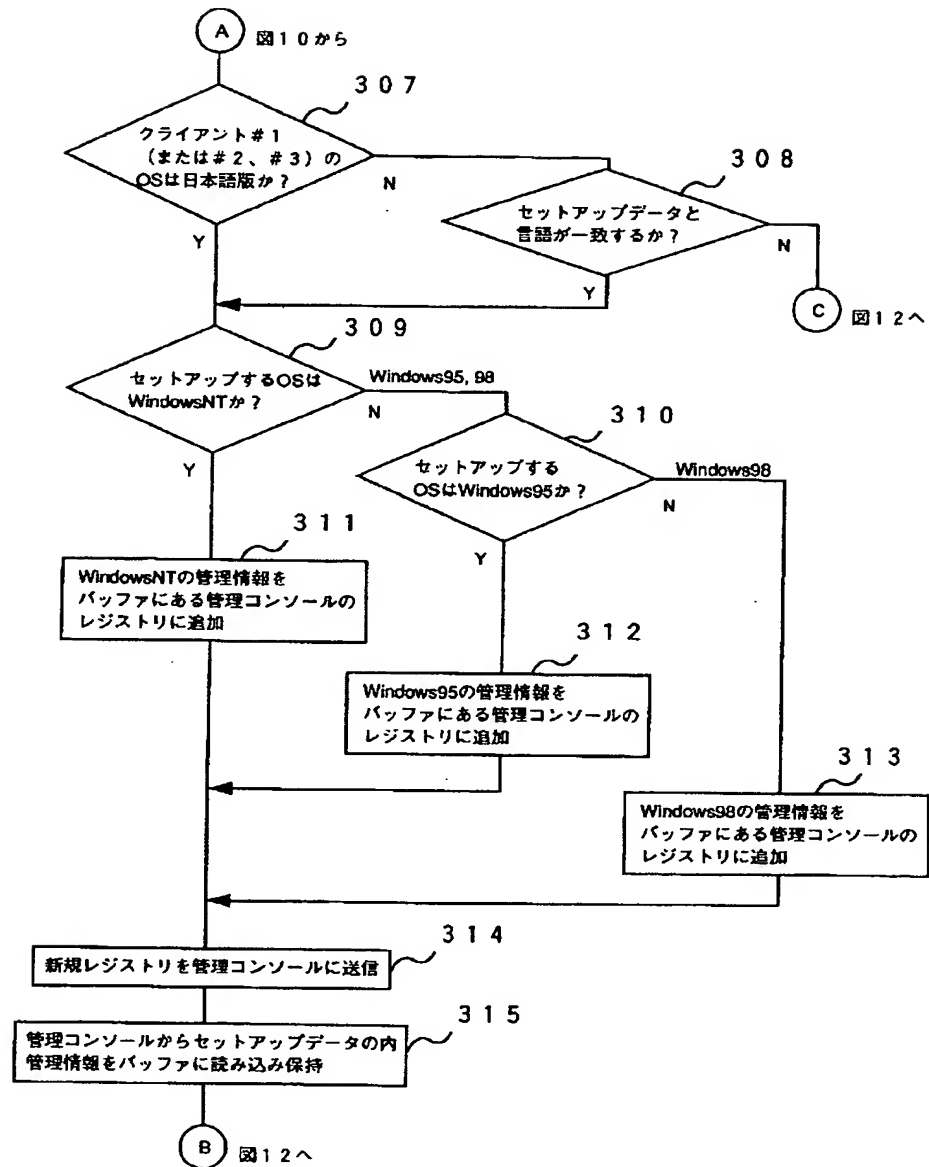 A 図10から
307
クライアント#1
(または#2、#3)の
OSは日本語版か?
N
Y
308
セットアップデータと
言語が一致するか?
N
Y
C 図12へ
309
セットアップするOSは
WindowsNTか?
Windows95, 98
N
Y
310
セットアップする
OSはWindows95か?
Windows98
N
Y
311
WindowsNTの管理情報を
バッファにある管理コンソールの
レジストリに追加
312
Windows95の管理情報を
バッファにある管理コンソールの
レジストリに追加
313
Windows98の管理情報を
バッファにある管理コンソールの
レジストリに追加
314
新規レジストリを管理コンソールに送信
315
管理コンソールからセットアップデータの内
管理情報をバッファに読み込み保持
B 図12へ